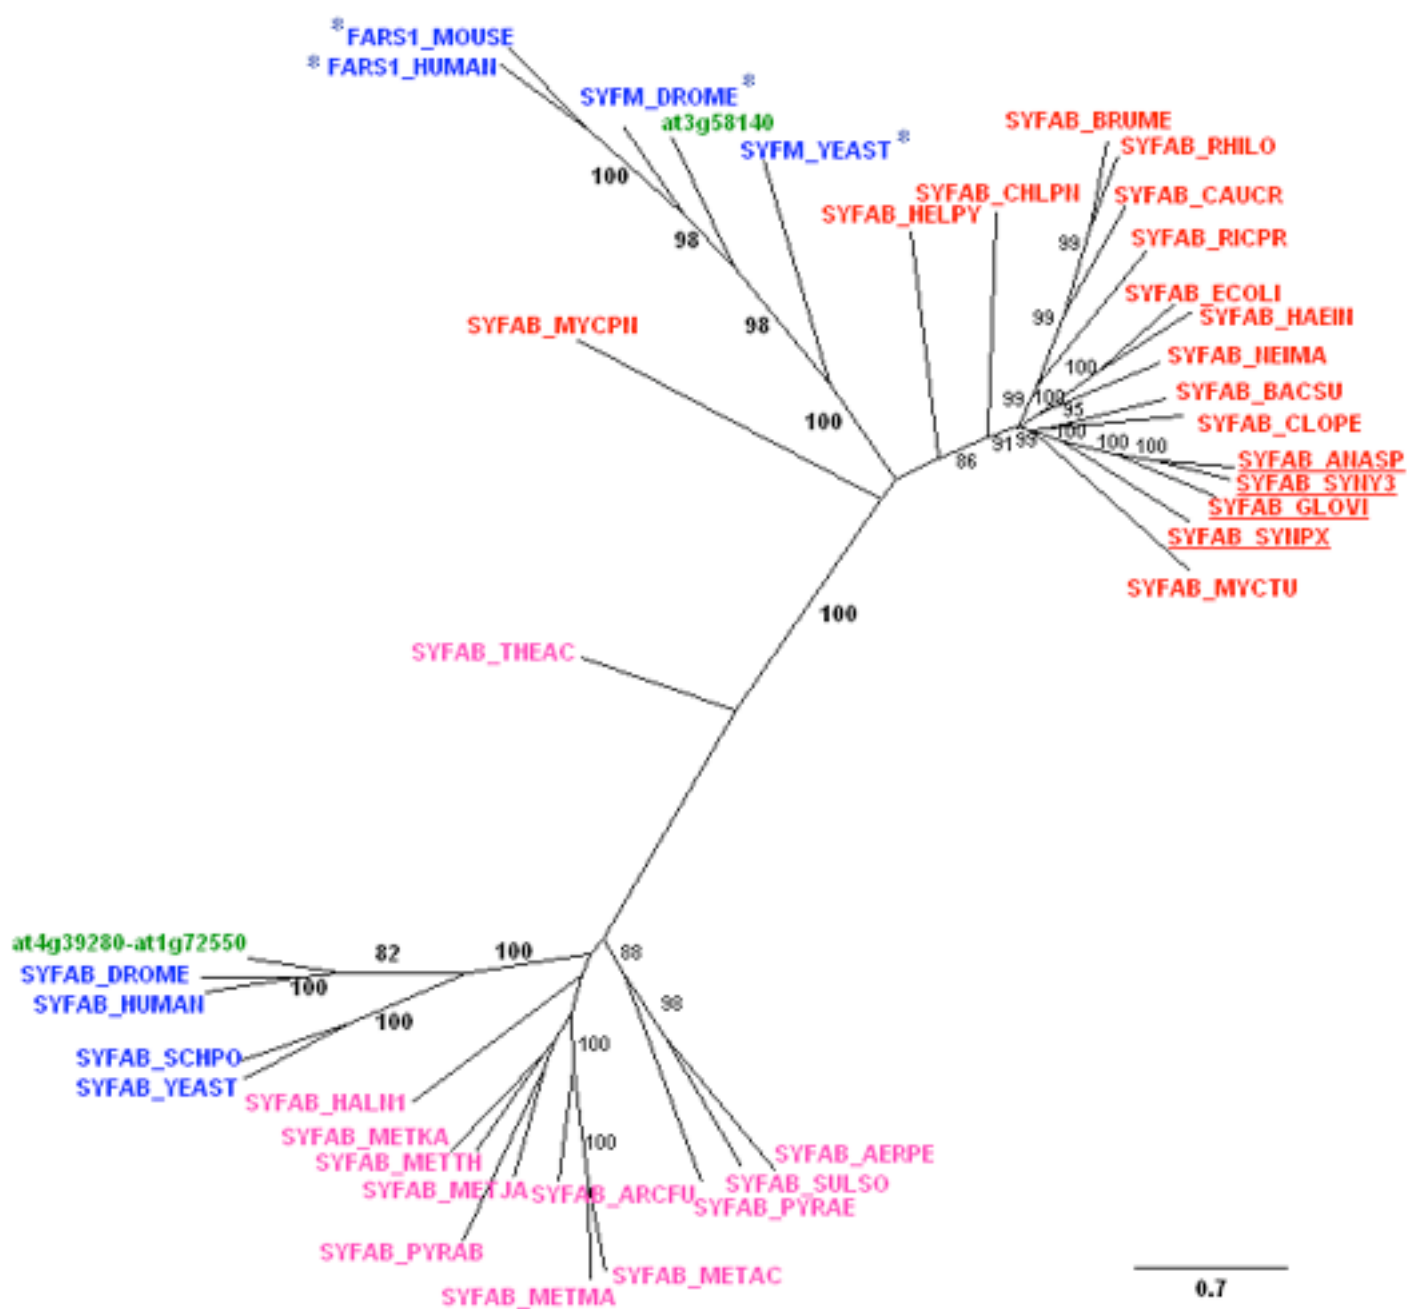 *FARS1_MOUSE
*FARS1_HUMAN
SYFM_DROME*
at3g58140
SYFM_YEAST*
SYFAB_BRUME
SYFAB_RHILO
SYFAB_CHLPN
SYFAB_CAUCR
SYFAB_HELPY
SYFAB_RICPR
100
98
99
SYFAB_ECOLI
SYFAB_MYCPN
98
99
SYFAB_HAEIN
SYFAB_NEIMA
100
SYFAB_BACSU
99
100
95
100
SYFAB_CLOPE
100
86
91
99
100
100
SYFAB_ANASP
SYFAB_SYNY3
SYFAB_GLOVI
SYFAB_SYNPX
SYFAB_MYCTU
100
SYFAB_THEAC
at4g39280-at1g72550
82
100
88
SYFAB_DROME
100
SYFAB_HUMAN
98
100
100
SYFAB_SCHPO
SYFAB_YEAST
SYFAB_HALN1
SYFAB_METKA
100
SYFAB_AERPE
SYFAB_METTH
SYFAB_METJA
SYFAB_ARCFU
SYFAB_SULSO
SYFAB_PYRAE
SYFAB_PYRAB
SYFAB_METAC
SYFAB_METMA
0.7